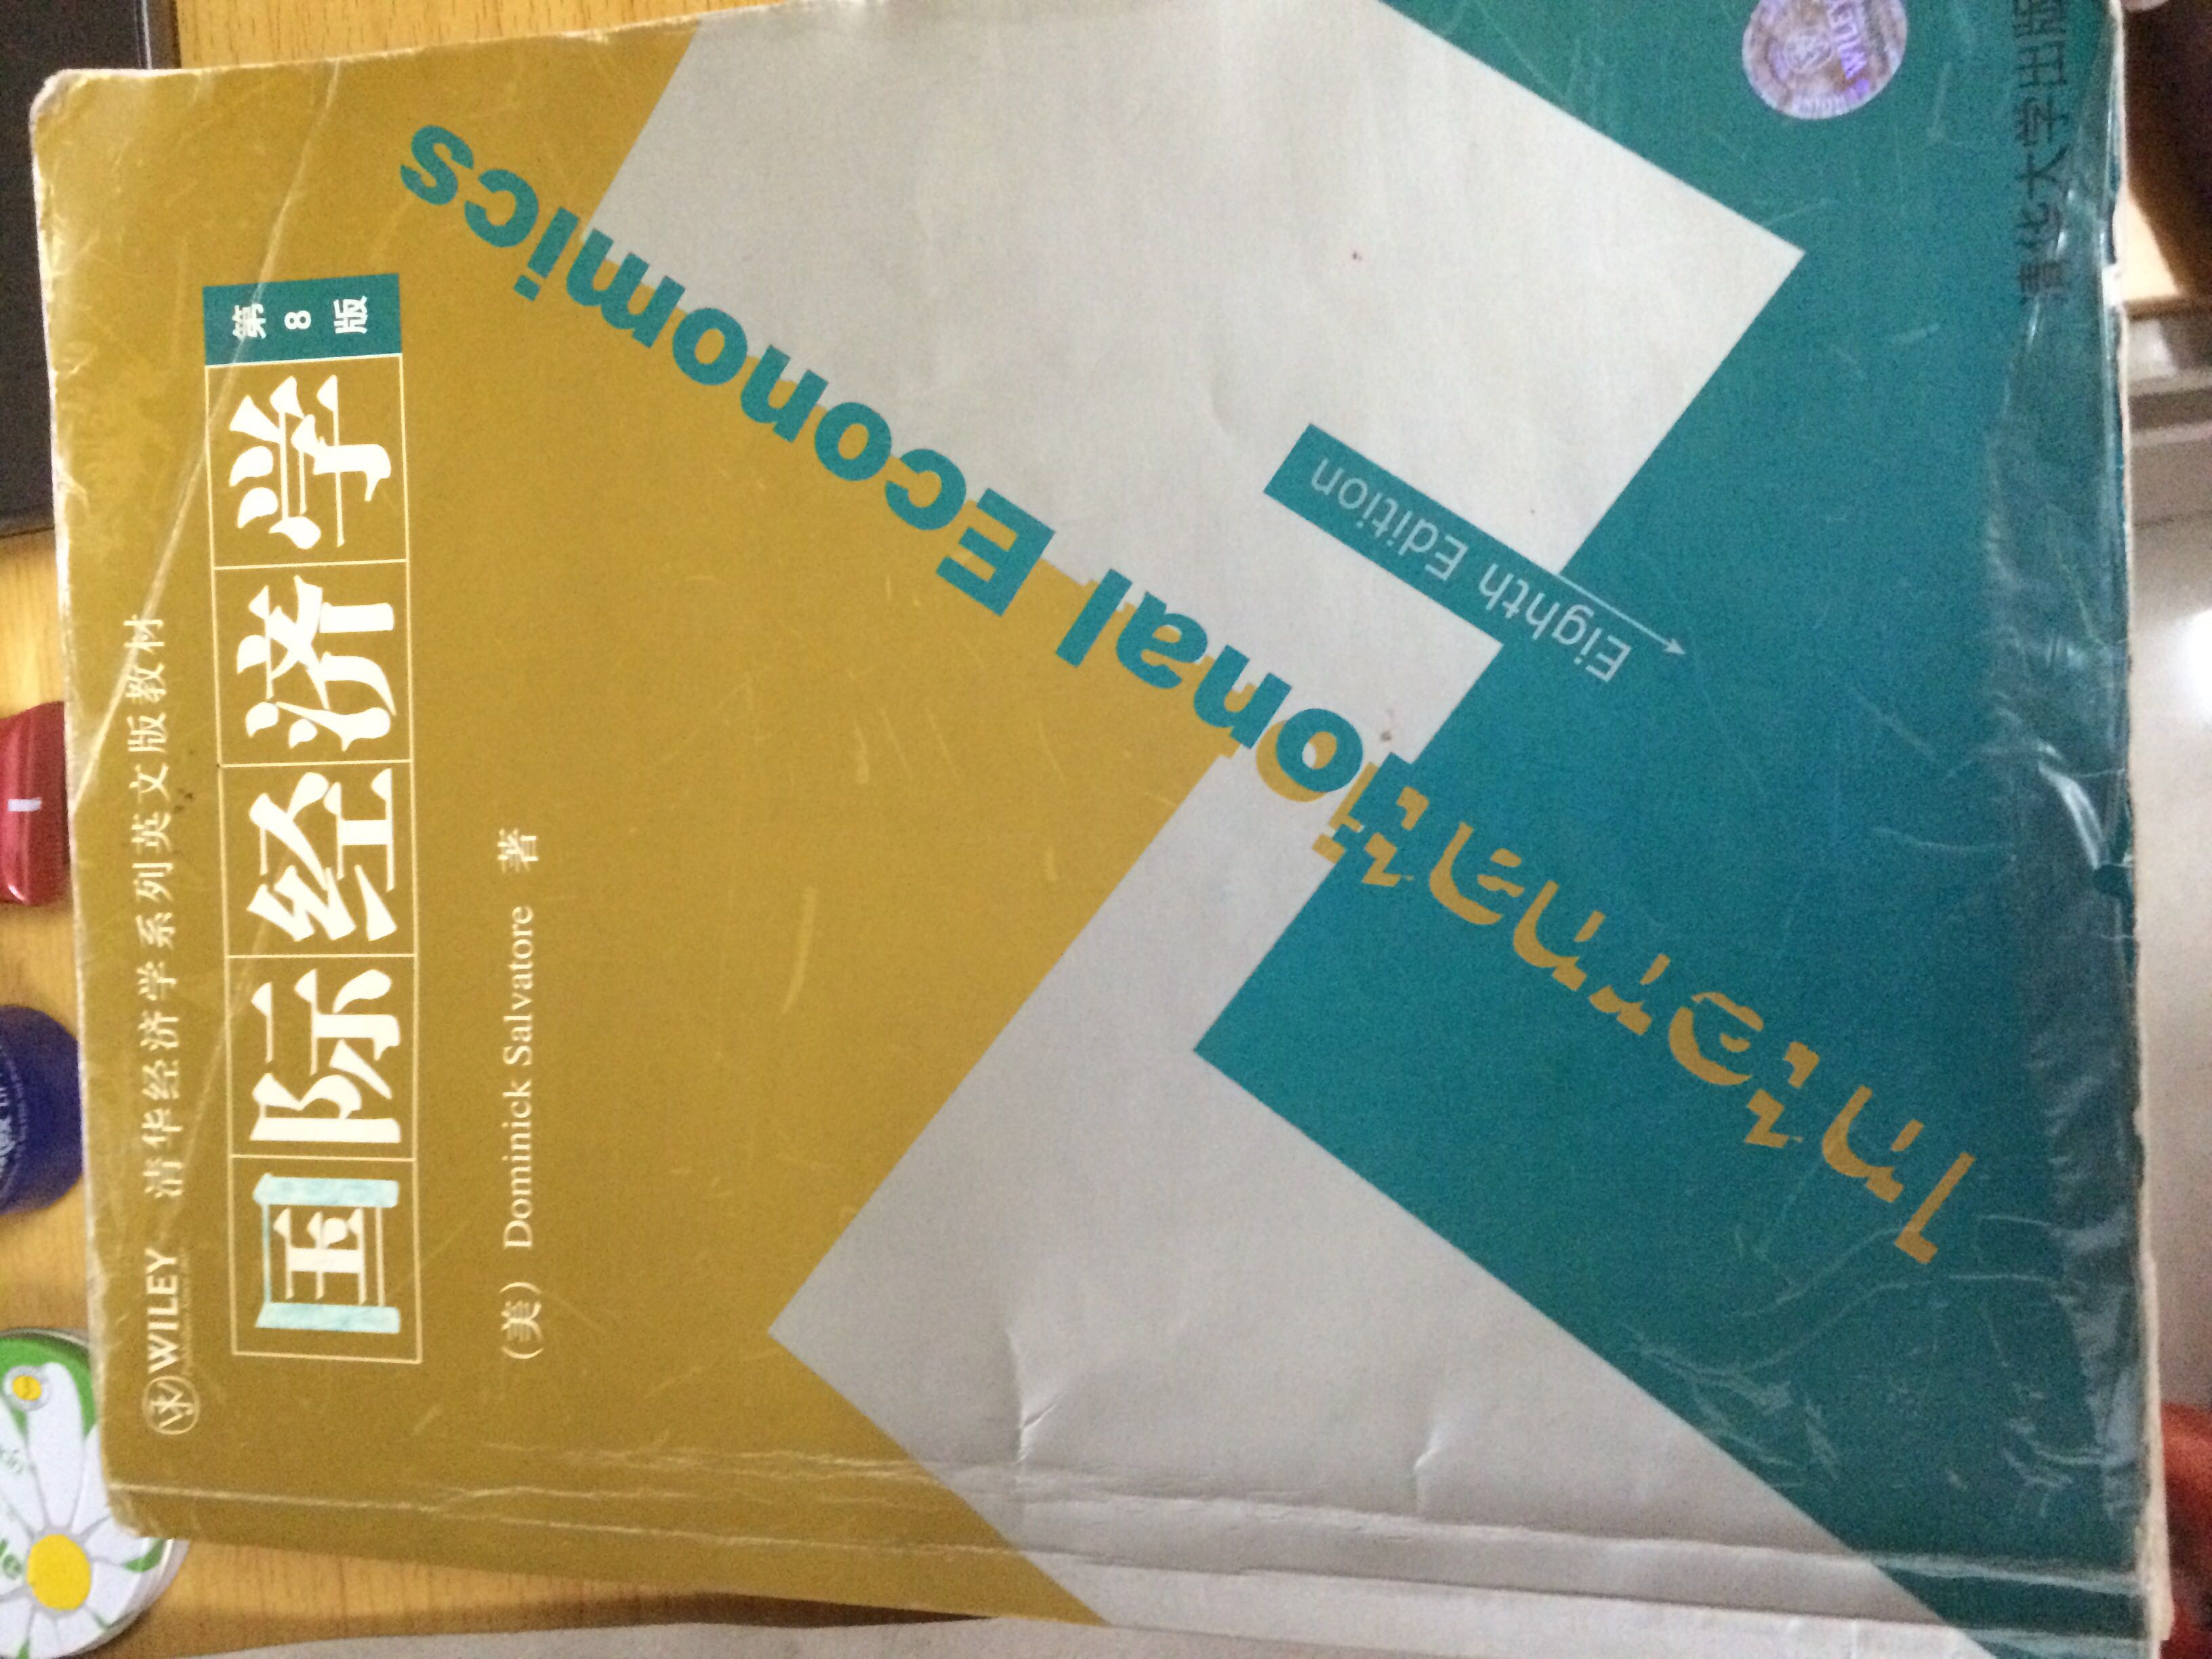 WILEY 清华经济学系列英文版教材
国际经济学 第8版
(美) Dominick Salvatore 著
International Economics
Eighth Edition
WILEY
清华大学出版